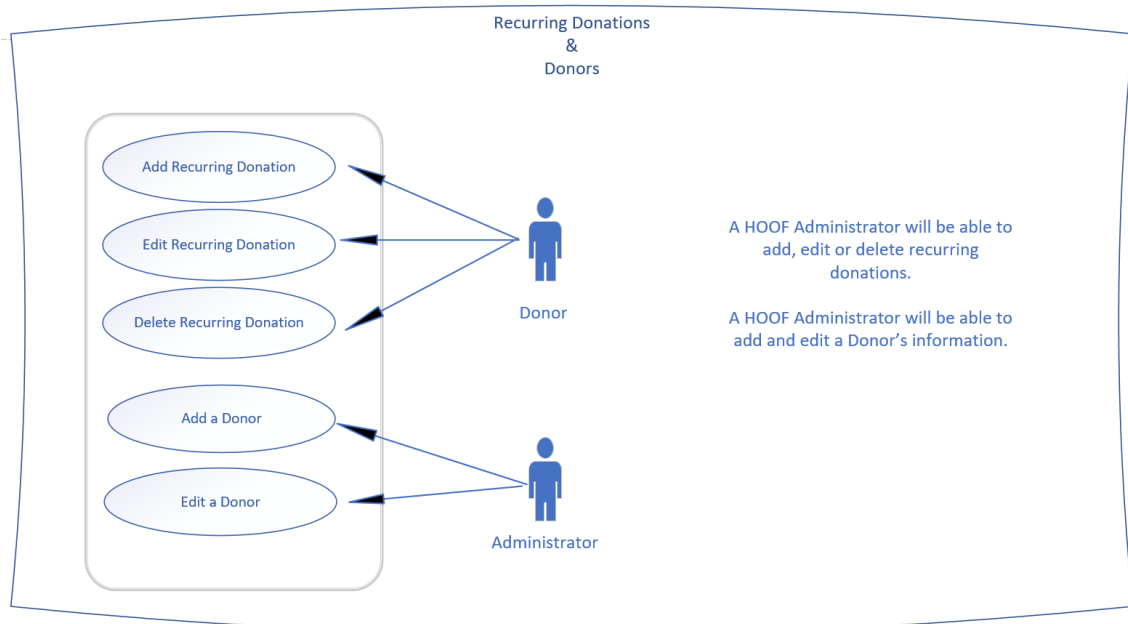 Recurring Donations
&
Donors
Add Recurring Donation
Edit Recurring Donation
Delete Recurring Donation
Add a Donor
Edit a Donor
Donor
Administrator
A HOOF Administrator will be able to
add, edit or delete recurring
donations.
A HOOF Administrator will be able to
add and edit a Donor’s information.